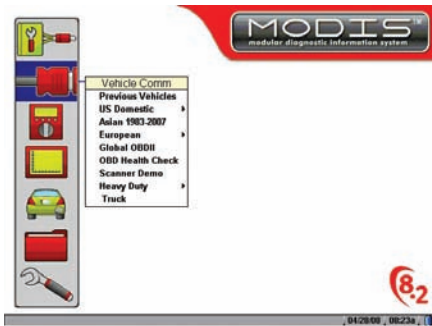 MODIS
modular diagnostic information system
Vehicle Comm
Previous Vehicles
US Domestic
Asian 1983-2007
European
Global OBDII
OBD Health Check
Scanner Demo
Heavy Duty
Truck
8.2
04/28/00 , 08:23a